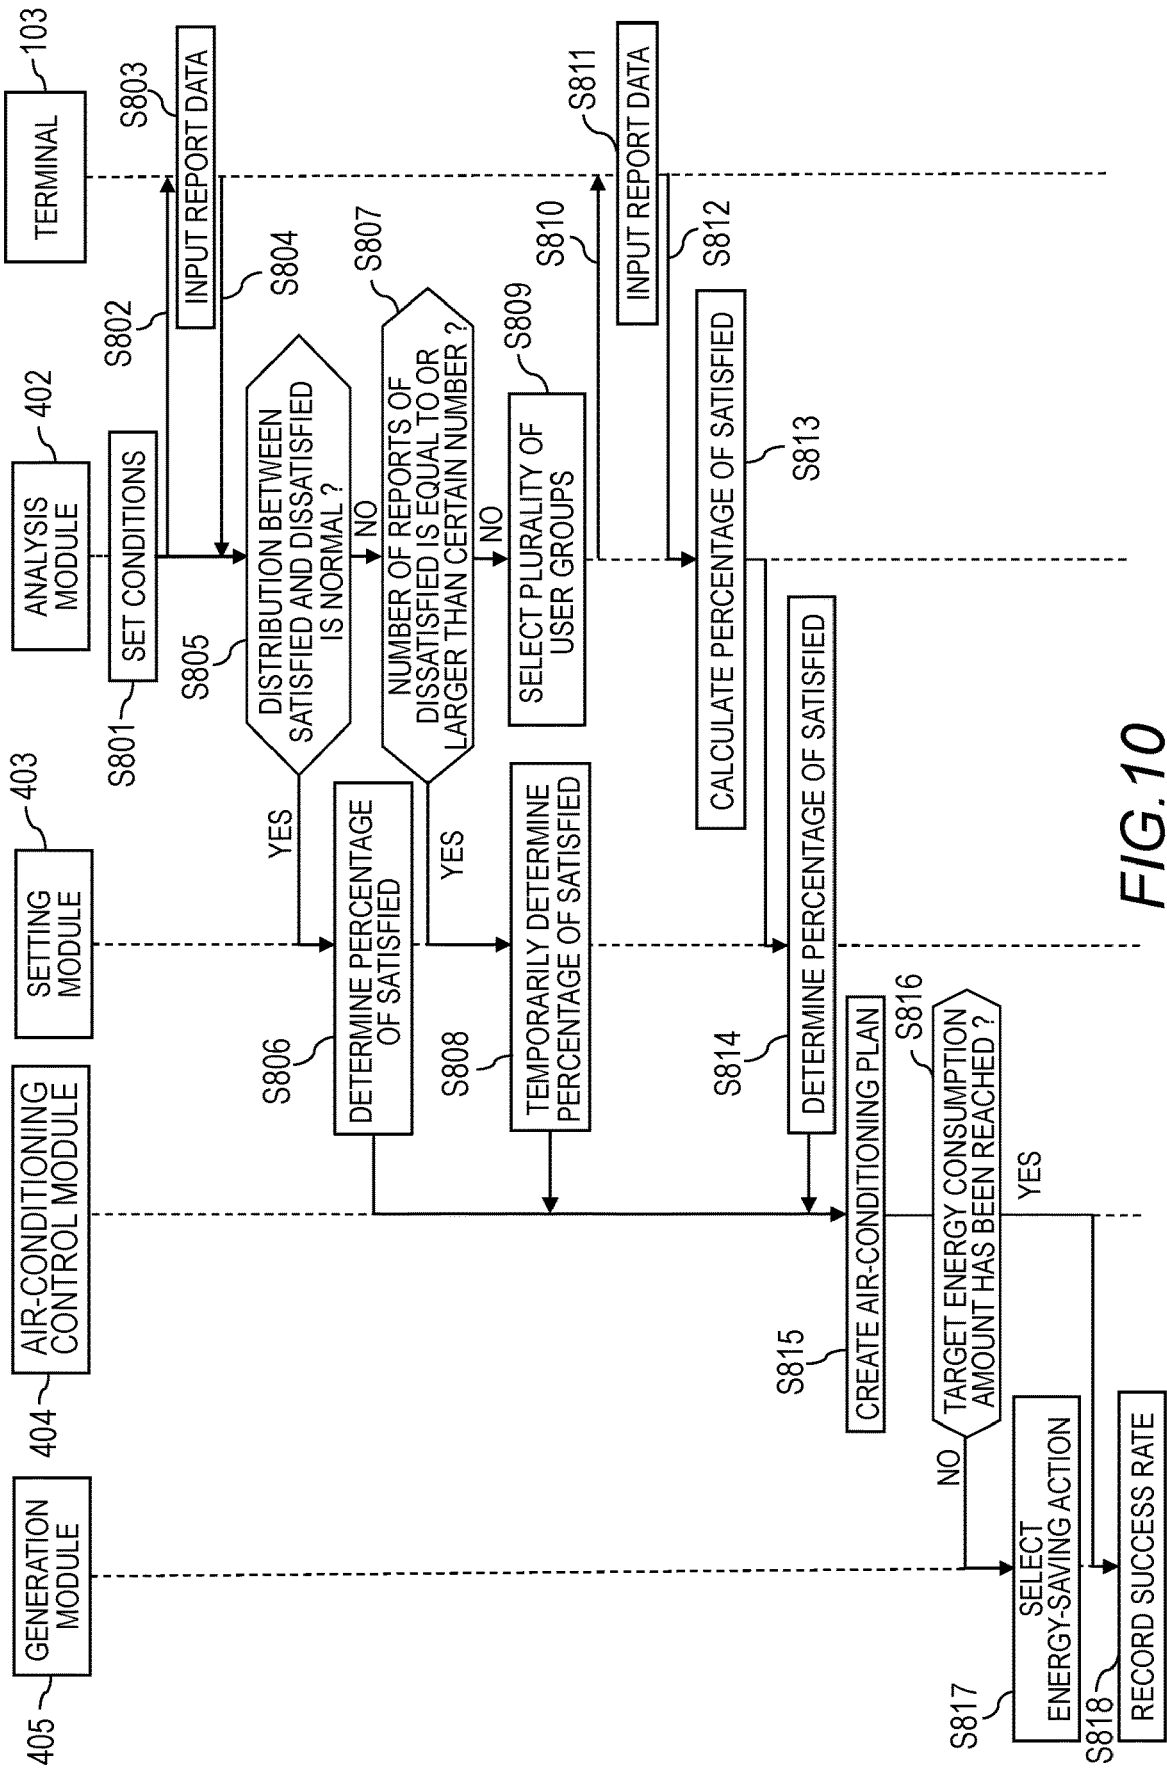 405
GENERATION
MODULE
404
AIR-CONDITIONING
CONTROL MODULE
403
SETTING
MODULE
402
ANALYSIS
MODULE
103
TERMINAL
S801
SET CONDITIONS
S802
S803
INPUT REPORT DATA
S804
S805
DISTRIBUTION BETWEEN
SATISFIED AND DISSATISFIED
IS NORMAL ?
YES
NO
S806
DETERMINE PERCENTAGE
OF SATISFIED
S807
NUMBER OF REPORTS OF
DISSATISFIED IS EQUAL TO OR
LARGER THAN CERTAIN NUMBER ?
YES
NO
S808
TEMPORARILY DETERMINE
PERCENTAGE OF SATISFIED
S809
SELECT PLURALITY OF
USER GROUPS
S810
S811
INPUT REPORT DATA
S812
CALCULATE PERCENTAGE OF SATISFIED
S813
S814
DETERMINE PERCENTAGE OF SATISFIED
S815
CREATE AIR-CONDITIONING PLAN
S816
TARGET ENERGY CONSUMPTION
AMOUNT HAS BEEN REACHED ?
NO
YES
S817
SELECT
ENERGY-SAVING ACTION
S818
RECORD SUCCESS RATE
FIG.10